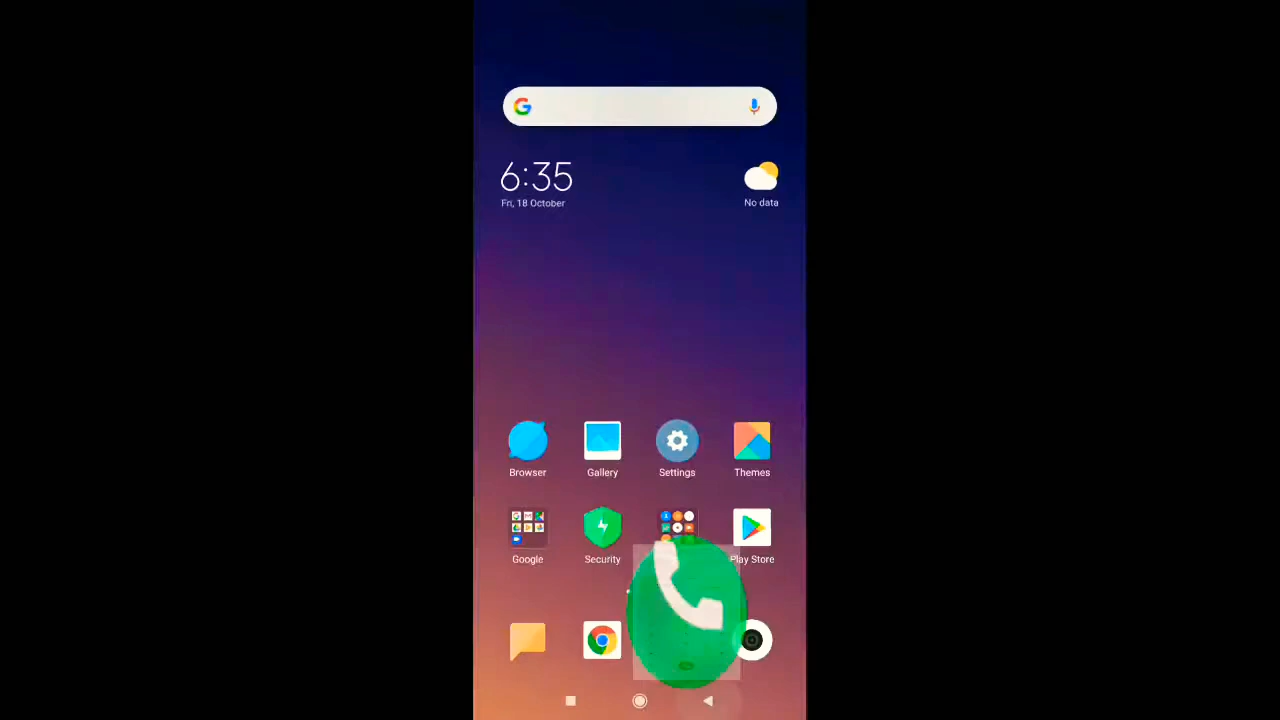 6:35
Fri, 18 October
No data
Browser
Gallery
Settings
Themes
Google
Security
Play Store